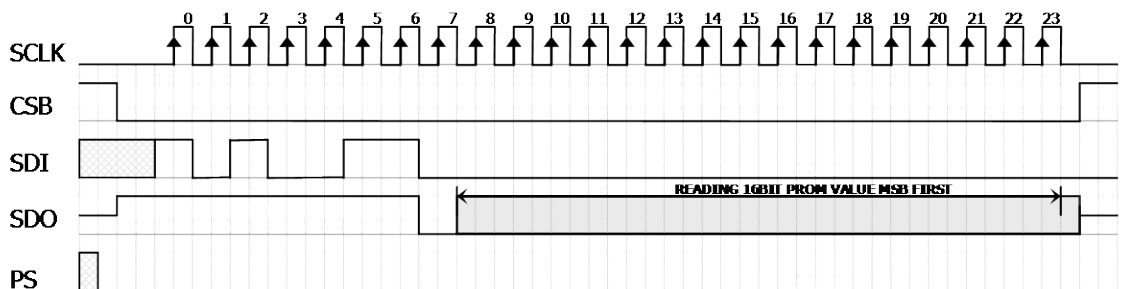 0 1 2 3 4 5 6 7 8 9 10 11 12 13 14 15 16 17 18 19 20 21 22 23
SCLK
CSB
SDI
READING 16BIT PROM VALUE MSB FIRST
SDO
PS